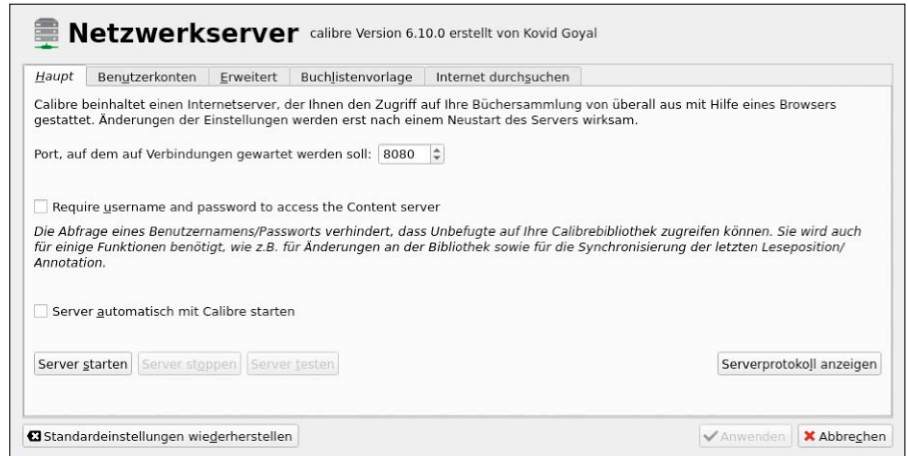 Netzwerkserver calibre Version 6.10.0 erstellt von Kovid Goyal
Haupt Benutzerkonten Erweitert Buchlistenvorlage Internet durchsuchen
Calibre beinhaltet einen Internetserver, der Ihnen den Zugriff auf Ihre Büchersammlung von überall aus mit Hilfe eines Browsers
gestattet. Änderungen der Einstellungen werden erst nach einem Neustart des Servers wirksam.
Port, auf dem auf Verbindungen gewartet werden soll: 8080
Require username and password to access the Content server
Die Abfrage eines Benutzernamens/Passworts verhindert, dass Unbefugte auf Ihre Calibrebibliothek zugreifen können. Sie wird auch
für einige Funktionen benötigt, wie z.B. für Änderungen an der Bibliothek sowie für die Synchronisierung der letzten Leseposition/
Annotation.
Server automatisch mit Calibre starten
Server starten Server stoppen Server testen Serverprotokoll anzeigen
Standardeinstellungen wiederherstellen Anwenden Abbrechen